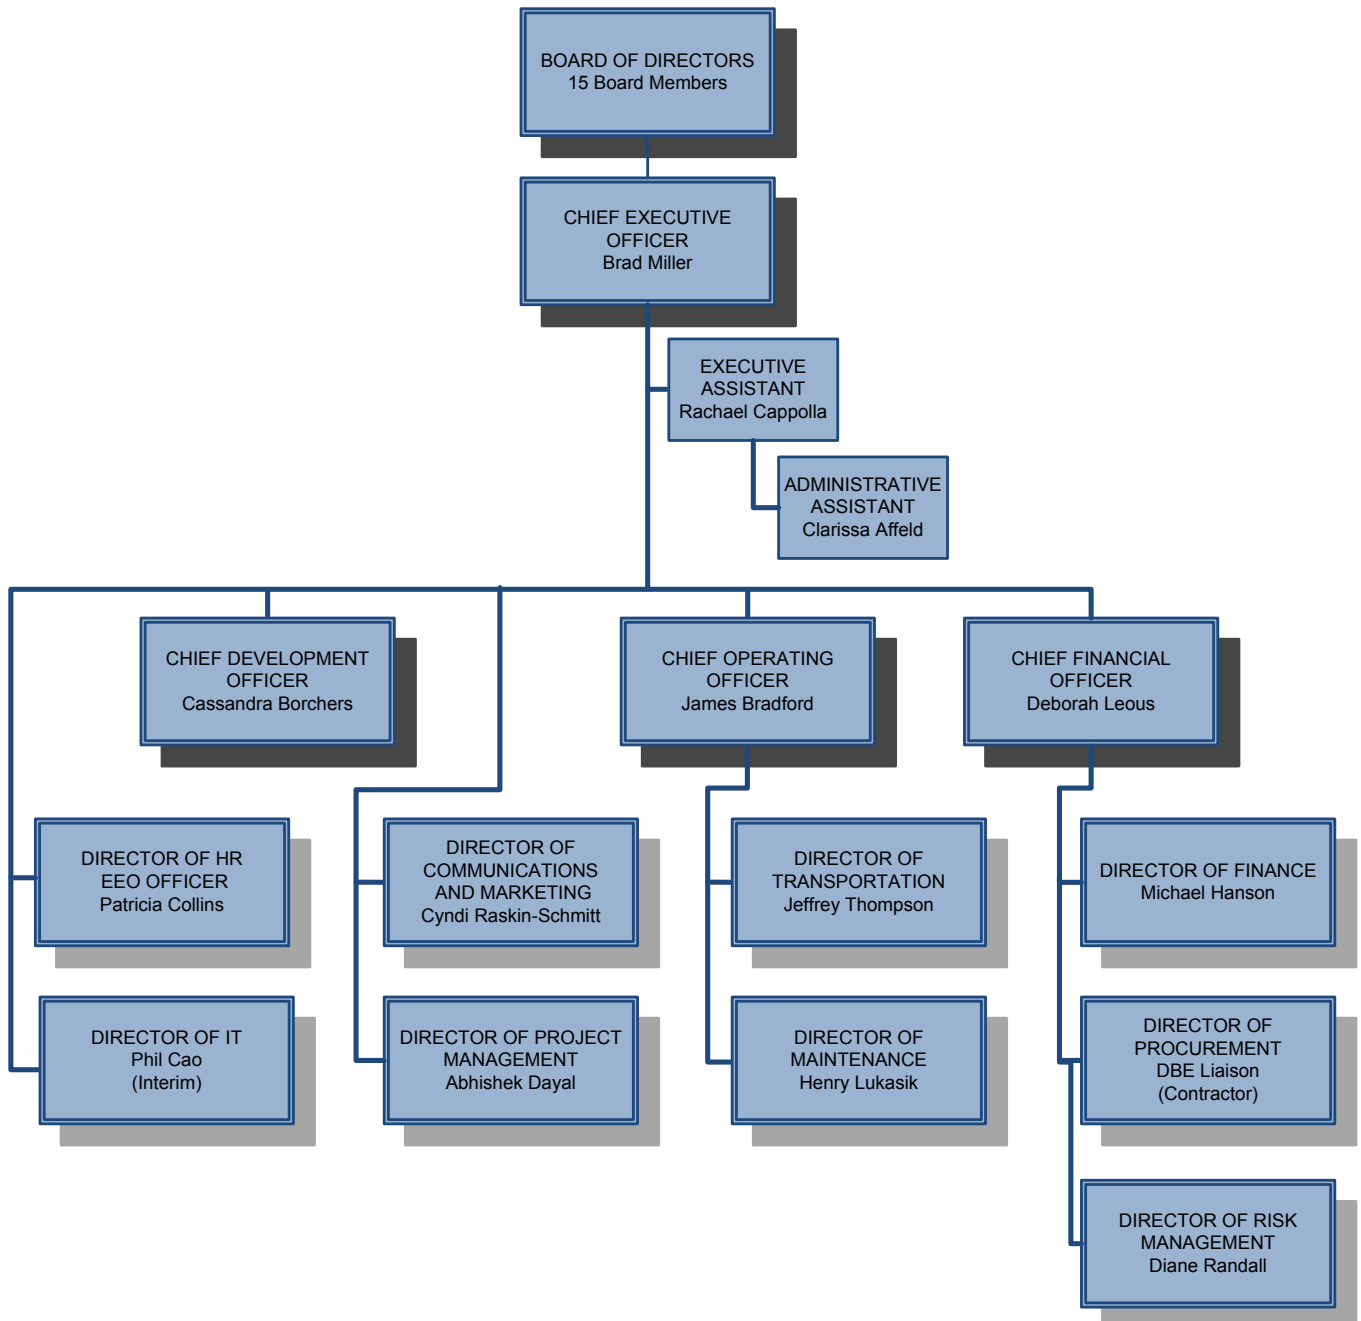 BOARD OF DIRECTORS
15 Board Members
CHIEF EXECUTIVE
OFFICER
Brad Miller
EXECUTIVE
ASSISTANT
Rachael Cappolla
ADMINISTRATIVE
ASSISTANT
Clarissa Affeld
CHIEF DEVELOPMENT
OFFICER
Cassandra Borchers
CHIEF OPERATING
OFFICER
James Bradford
CHIEF FINANCIAL
OFFICER
Deborah Leous
DIRECTOR OF HR
EEO OFFICER
Patricia Collins
DIRECTOR OF
COMMUNICATIONS
AND MARKETING
Cyndi Raskin-Schmitt
DIRECTOR OF
TRANSPORTATION
Jeffrey Thompson
DIRECTOR OF FINANCE
Michael Hanson
DIRECTOR OF IT
Phil Cao
(Interim)
DIRECTOR OF PROJECT
MANAGEMENT
Abhishek Dayal
DIRECTOR OF
MAINTENANCE
Henry Lukasik
DIRECTOR OF
PROCUREMENT
DBE Liaison
(Contractor)
DIRECTOR OF RISK
MANAGEMENT
Diane Randall